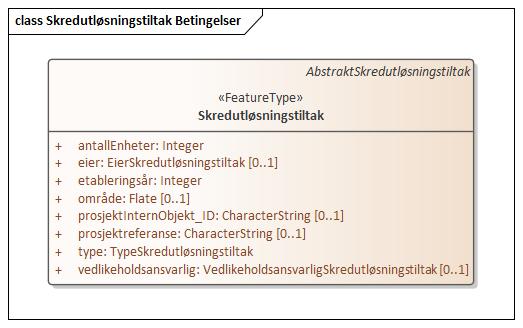 class Skredutløsningstiltak Betingelser
AbstraktSkredutløsningstiltak
«FeatureType»
Skredutløsningstiltak
+ antallEnheter: Integer
+ eier: EierSkredutløsningstiltak [0..1]
+ etableringsår: Integer
+ område: Flate [0..1]
+ prosjektInternObjekt_ID: CharacterString [0..1]
+ prosjektreferanse: CharacterString [0..1]
+ type: TypeSkredutløsningstiltak
+ vedlikeholdsansvarlig: VedlikeholdsansvarligSkredutløsningstiltak [0..1]